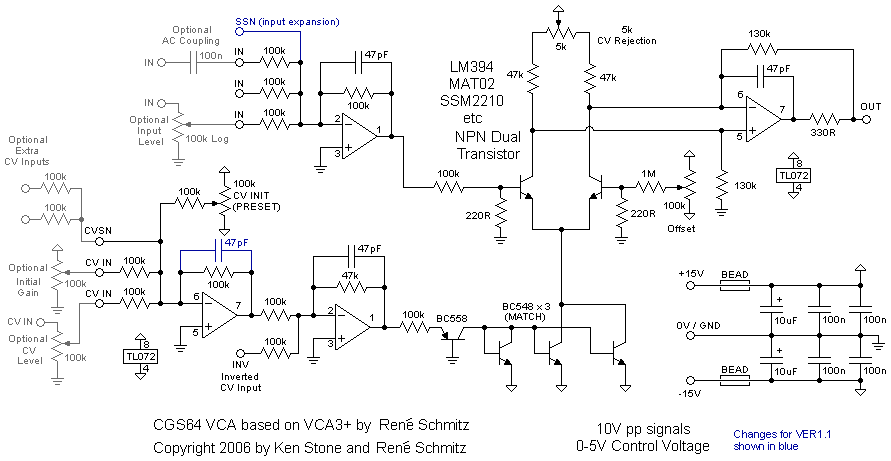 SSN (input expansion)
Optional
AC Coupling
100n
IN
IN
100k
IN
100k
IN
IN
100k
Optional
Input
Level
100k Log
47pF
100k
2
3
1
Optional
Extra
CV Inputs
100k
100k
CVSN
100k
100k
CV INIT
(PRESET)
CV IN
100k
Optional
Initial
Gain
100k
CV IN
100k
CV IN
Optional
CV
Level
100k
47pF
100k
6
5
7
8
TL072
4
100k
INV
Inverted
CV Input
100k
47pF
47k
2
3
1
100k
BC558
BC548 x 3
(MATCH)
5k
5k
CV Rejection
47k
47k
LM394
MAT02
SSM2210
etc
NPN Dual
Transistor
100k
220R
220R
1M
100k
Offset
130k
130k
47pF
6
5
7
330R
OUT
8
TL072
4
+15V
BEAD
+
10uF
100n
100n
0V / GND
+
10uF
100n
100n
-15V
BEAD
CGS64 VCA based on VCA3+ by René Schmitz
Copyright 2006 by Ken Stone and René Schmitz
10V pp signals
0-5V Control Voltage
Changes for VER1.1
shown in blue